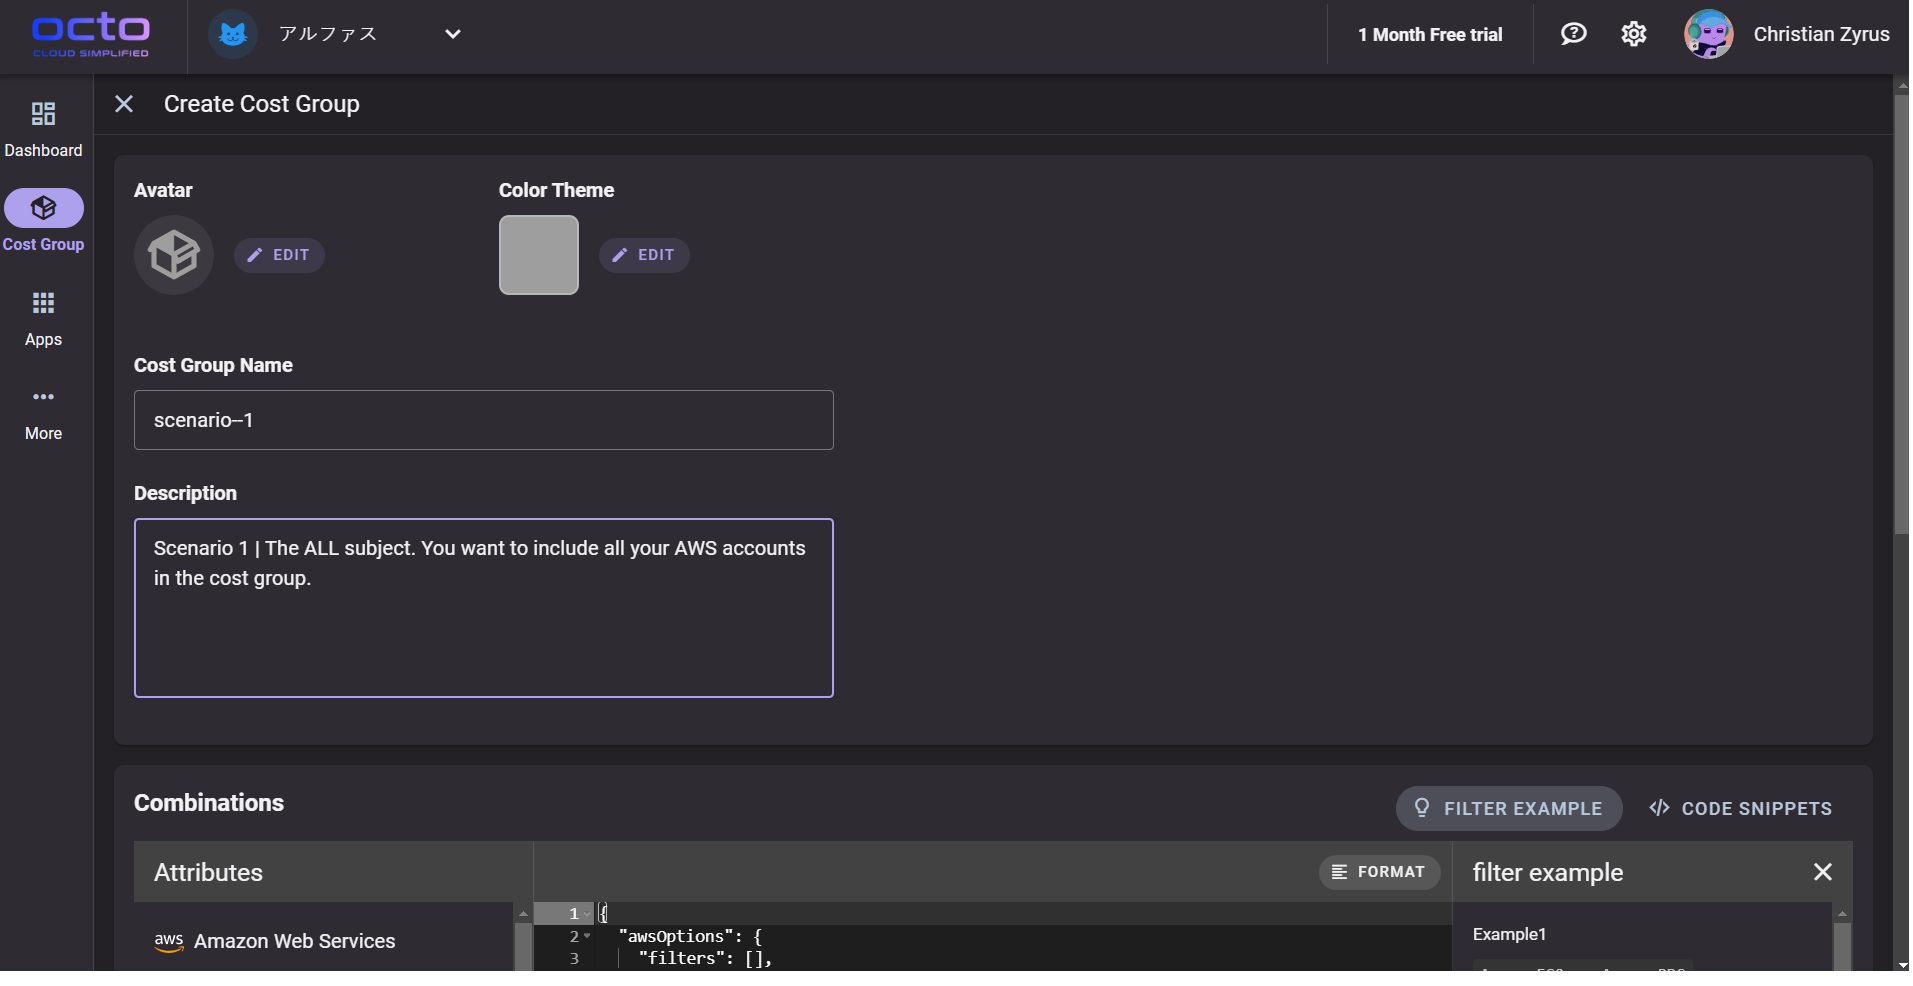 octo
CLOUD SIMPLIFIED
アルファス
1 Month Free trial
Christian Zyrus
Dashboard
Cost Group
Apps
More
Create Cost Group
Avatar
EDIT
Color Theme
EDIT
Cost Group Name
scenario--1
Description
Scenario 1 | The ALL subject. You want to include all your AWS accounts
in the cost group.
Combinations
FILTER EXAMPLE
CODE SNIPPETS
Attributes
aws Amazon Web Services
FORMAT
1 {
2 "awsOptions": {
3 "filters": [],
filter example
Example1